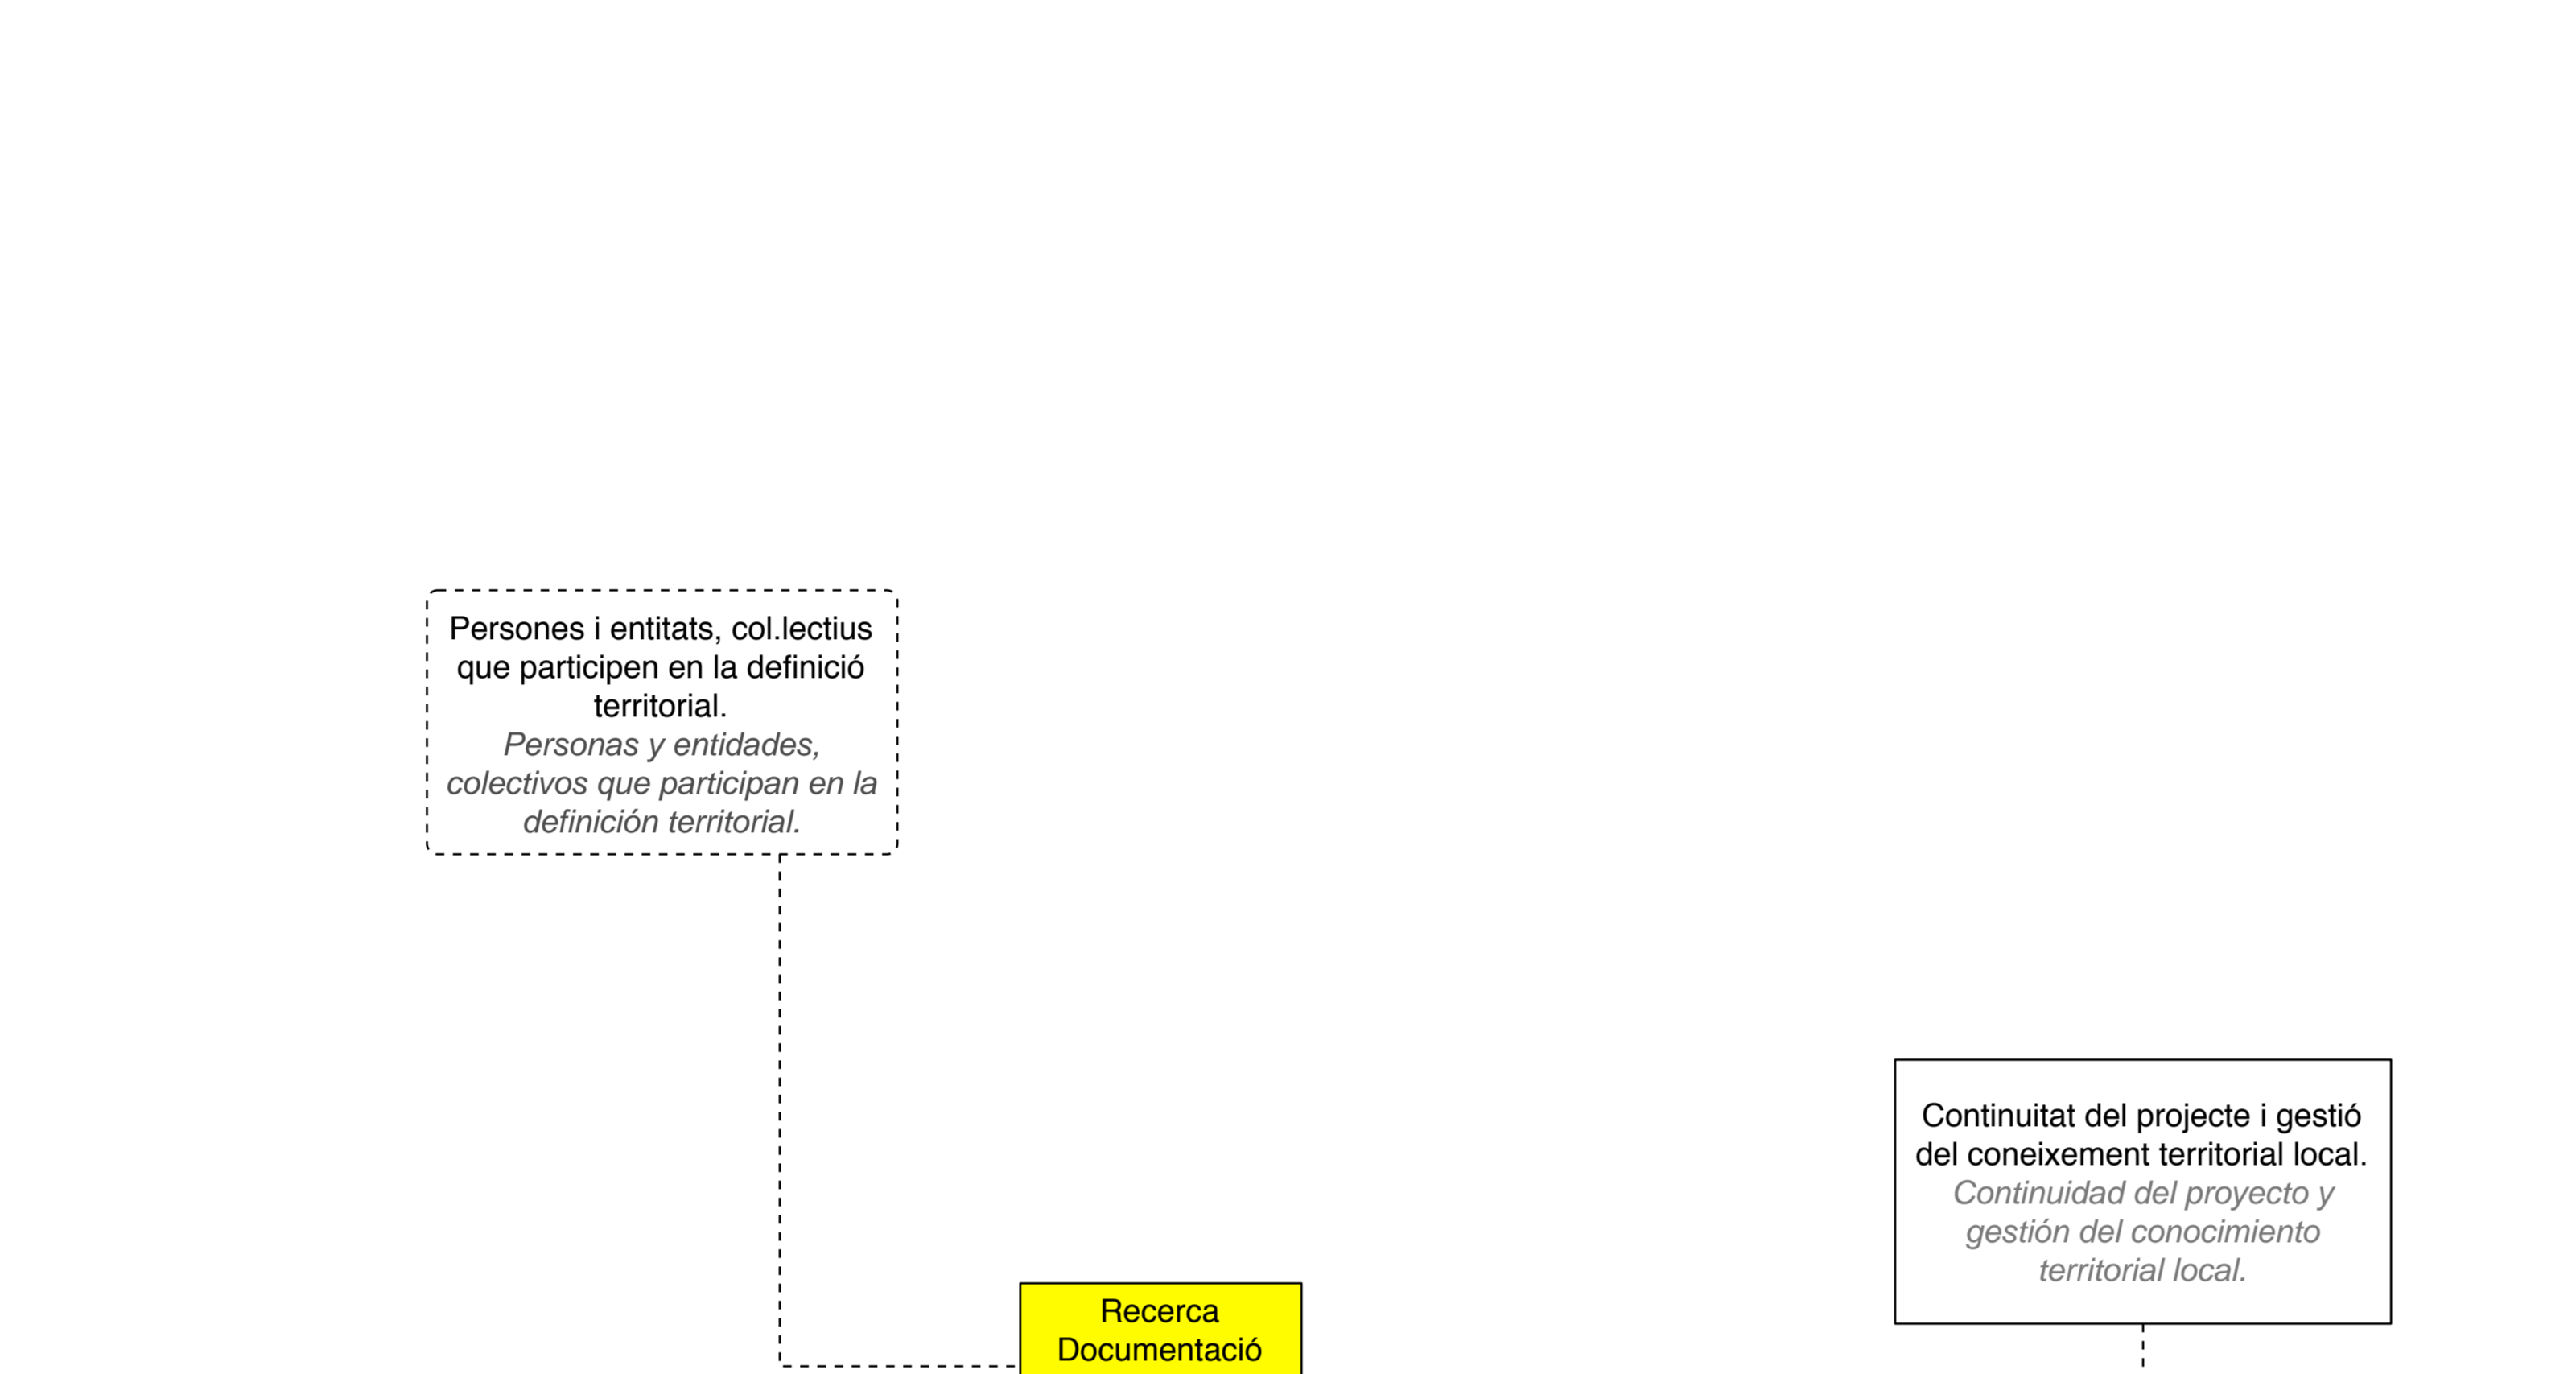 Persones i entitats, col.lectius
que participen en la definició
territorial.
Personas y entidades,
colectivos que participan en la
definición territorial.
Continuitat del projecte i gestió
del coneixement territorial local.
Continuidad del proyecto y
gestión del conocimiento
territorial local.
Recerca
Documentació